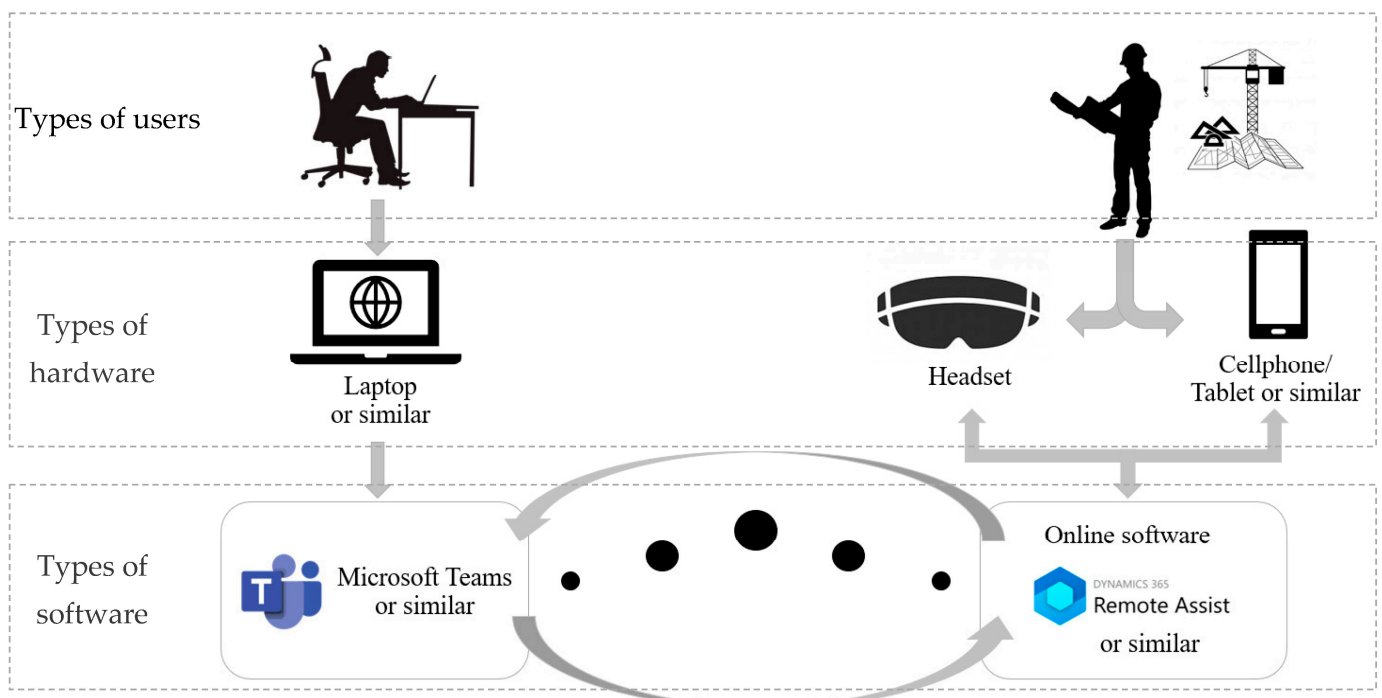 Types of users
Types of
hardware
Laptop
or similar
Headset
Cellphone/
Tablet or similar
Types of
software
T
Microsoft Teams
or similar
Online software
DYNAMICS 365
Remote Assist
or similar